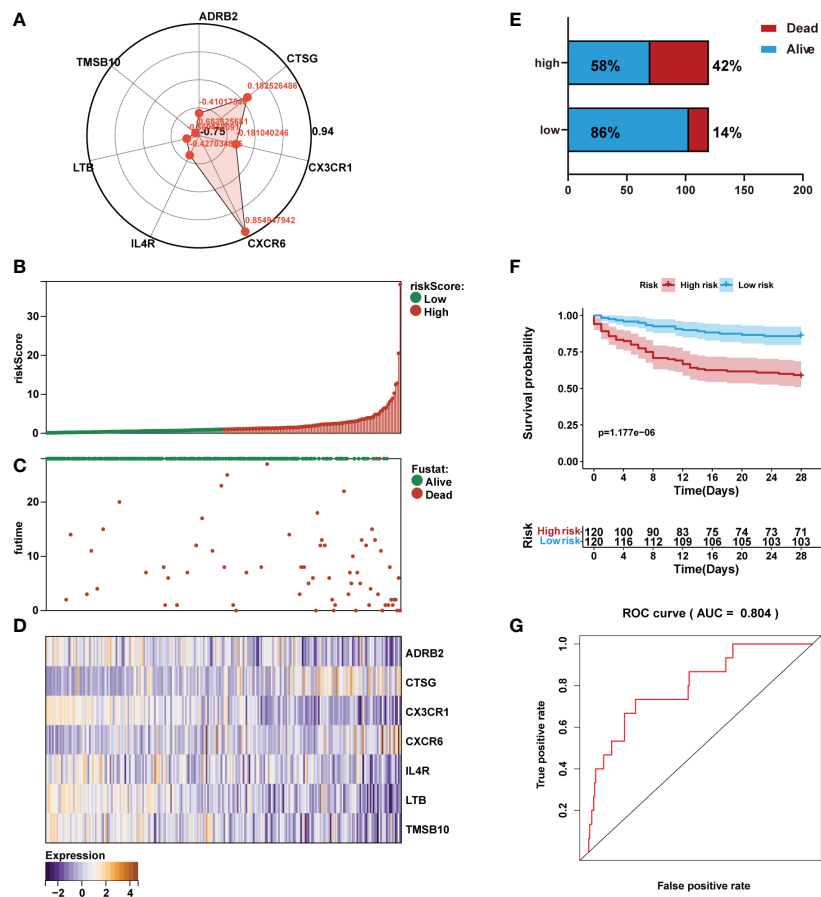 A
ADRB2
TMSB10
CTSG
0.182526486
-0.75
0.94
-0.181040246
CX3CR1
LTB
IL4R
CXCR6
0.854947942
B
riskScore
30
20
10
0
riskScore:
Low
High
C
futime
20
10
0
Fustat:
Alive
Dead
D
ADRB2
CTSG
CX3CR1
CXCR6
IL4R
LTB
TMSB10
Expression
−2 0 2 4
E
Dead
Alive
high 58% 42%
low 86% 14%
0 50 100 150 200
F
Risk High risk Low risk
Survival probability
1.00
0.75
0.50
0.25
0.00
p=1.177e−06
0 4 8 12 16 20 24 28
Time(Days)
Risk
High risk 120 100 90 83 75 74 73 71
Low risk 120 116 112 109 106 105 103 103
0 4 8 12 16 20 24 28
Time(Days)
G
ROC curve ( AUC = 0.804 )
True positive rate
1.0
0.8
0.6
0.4
0.2
False positive rate